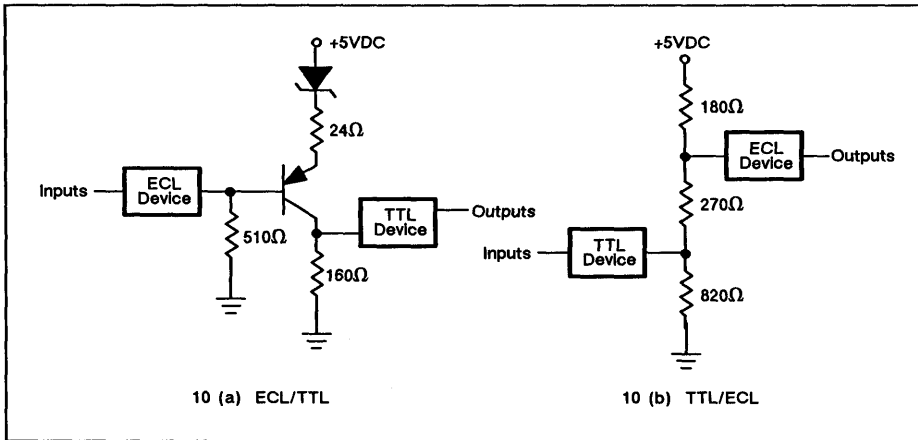 +5VDC
24Ω
Inputs
ECL
Device
510Ω
160Ω
TTL
Device
Outputs
10 (a) ECL/TTL
+5VDC
180Ω
ECL
Device
Outputs
270Ω
Inputs
TTL
Device
820Ω
10 (b) TTL/ECL